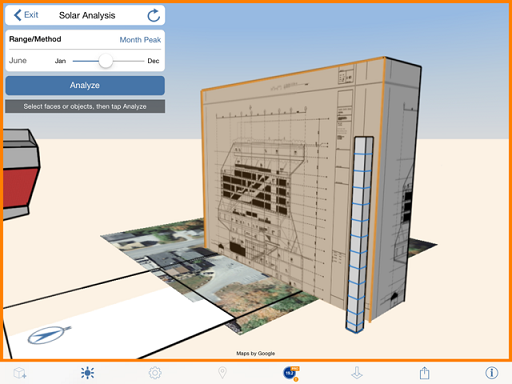 Exit
Solar Analysis
Range/Method
Month Peak
June
Jan
Dec
Analyze
Select faces or objects, then tap Analyze
Maps by Google